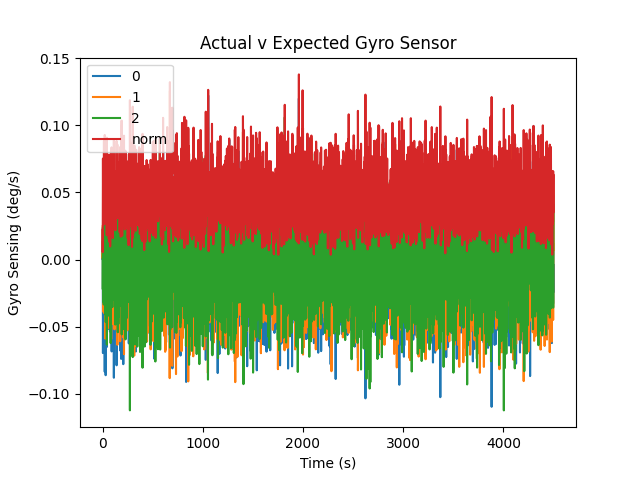 Actual v Expected Gyro Sensor
0
1
2
norm
0.15
0.10
0.05
0.00
−0.05
−0.10
Gyro Sensing (deg/s)
0 1000 2000 3000 4000
Time (s)